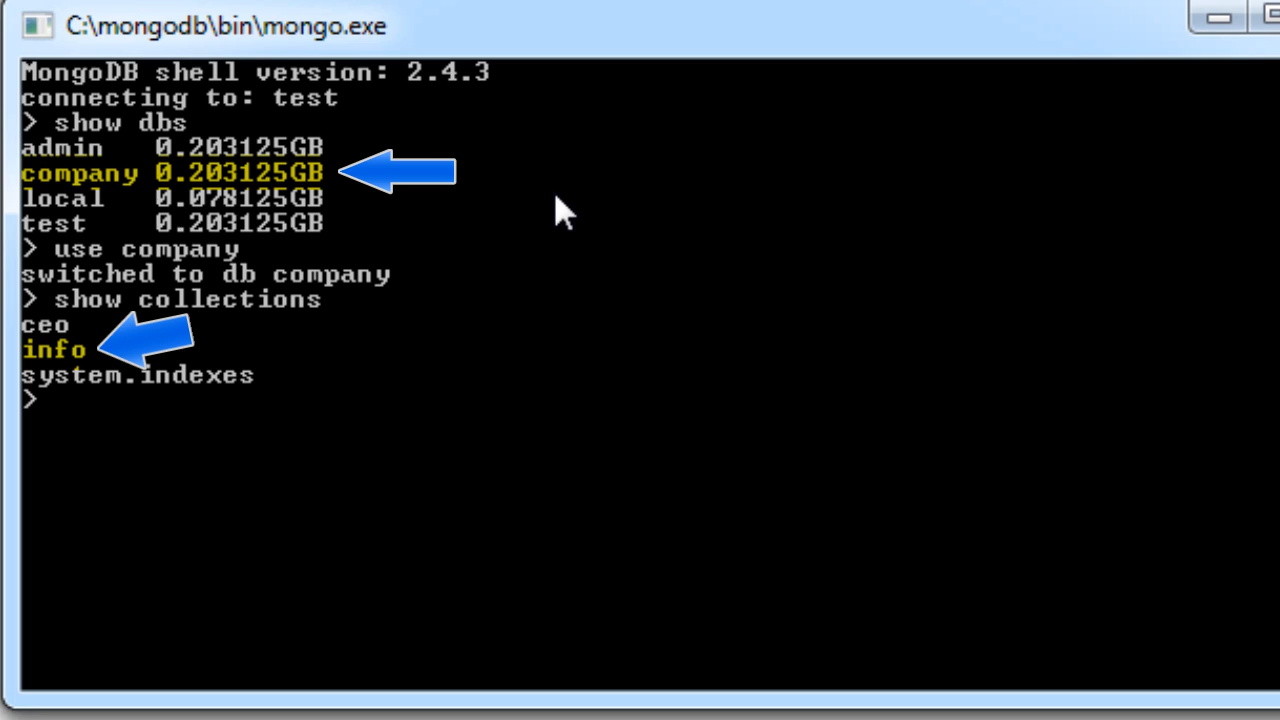 C:\mongodb\bin\mongo.exe
MongoDB shell version: 2.4.3
connecting to: test
> show dbs
admin   0.203125GB
company 0.203125GB
local   0.078125GB
test    0.203125GB
> use company
switched to db company
> show collections
ceo
info
system.indexes
>